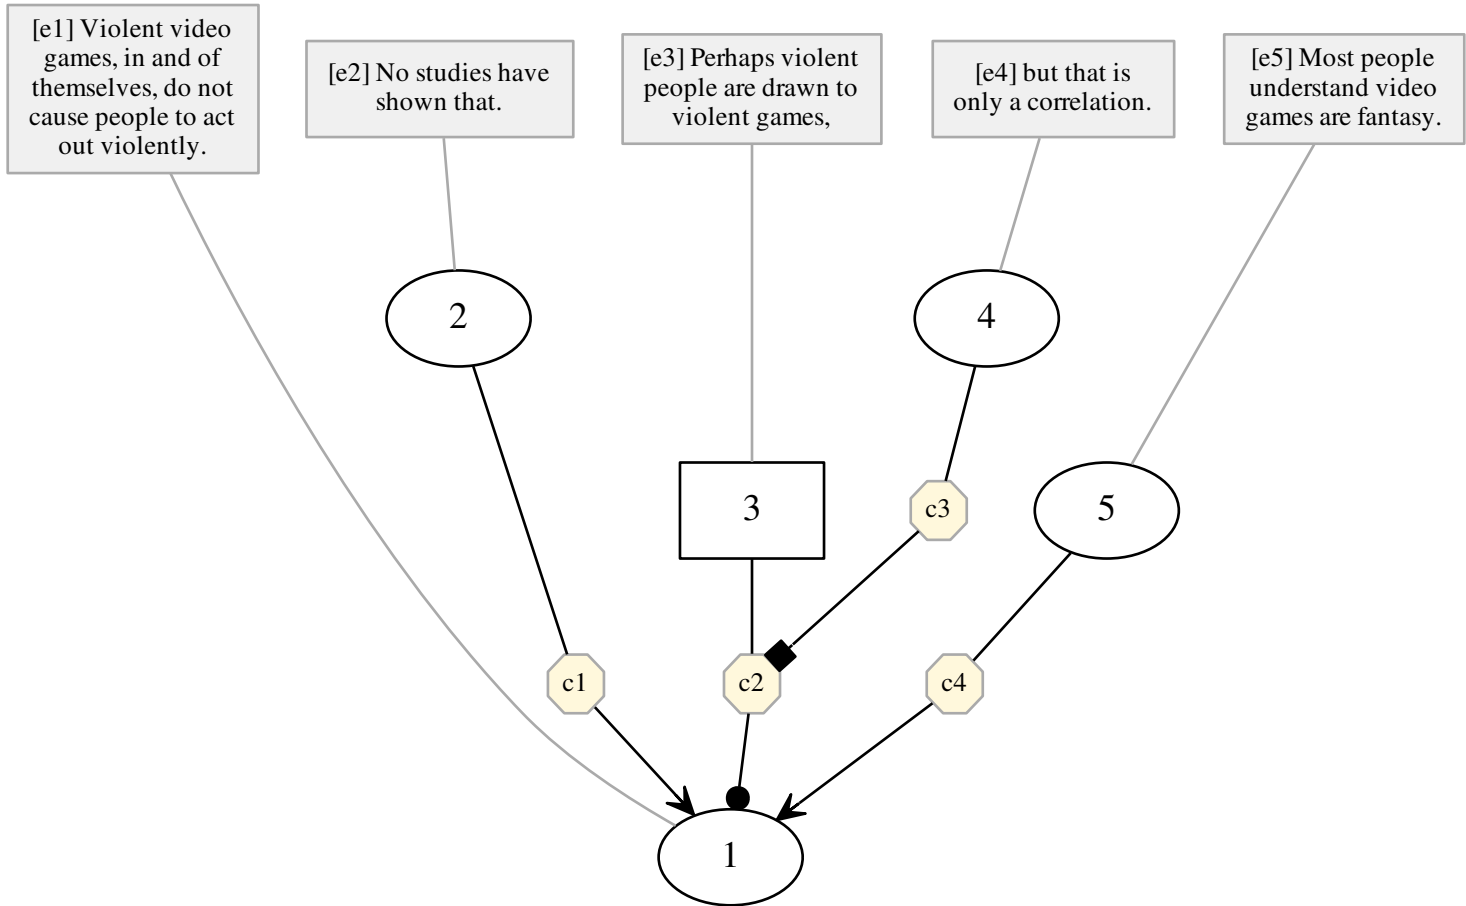 [e1] Violent video
games, in and of
themselves, do not
cause people to act
out violently.
[e2] No studies have
shown that.
[e3] Perhaps violent
people are drawn to
violent games,
[e4] but that is
only a correlation.
[e5] Most people
understand video
games are fantasy.
2
4
3
c3
5
c1
c2
c4
1